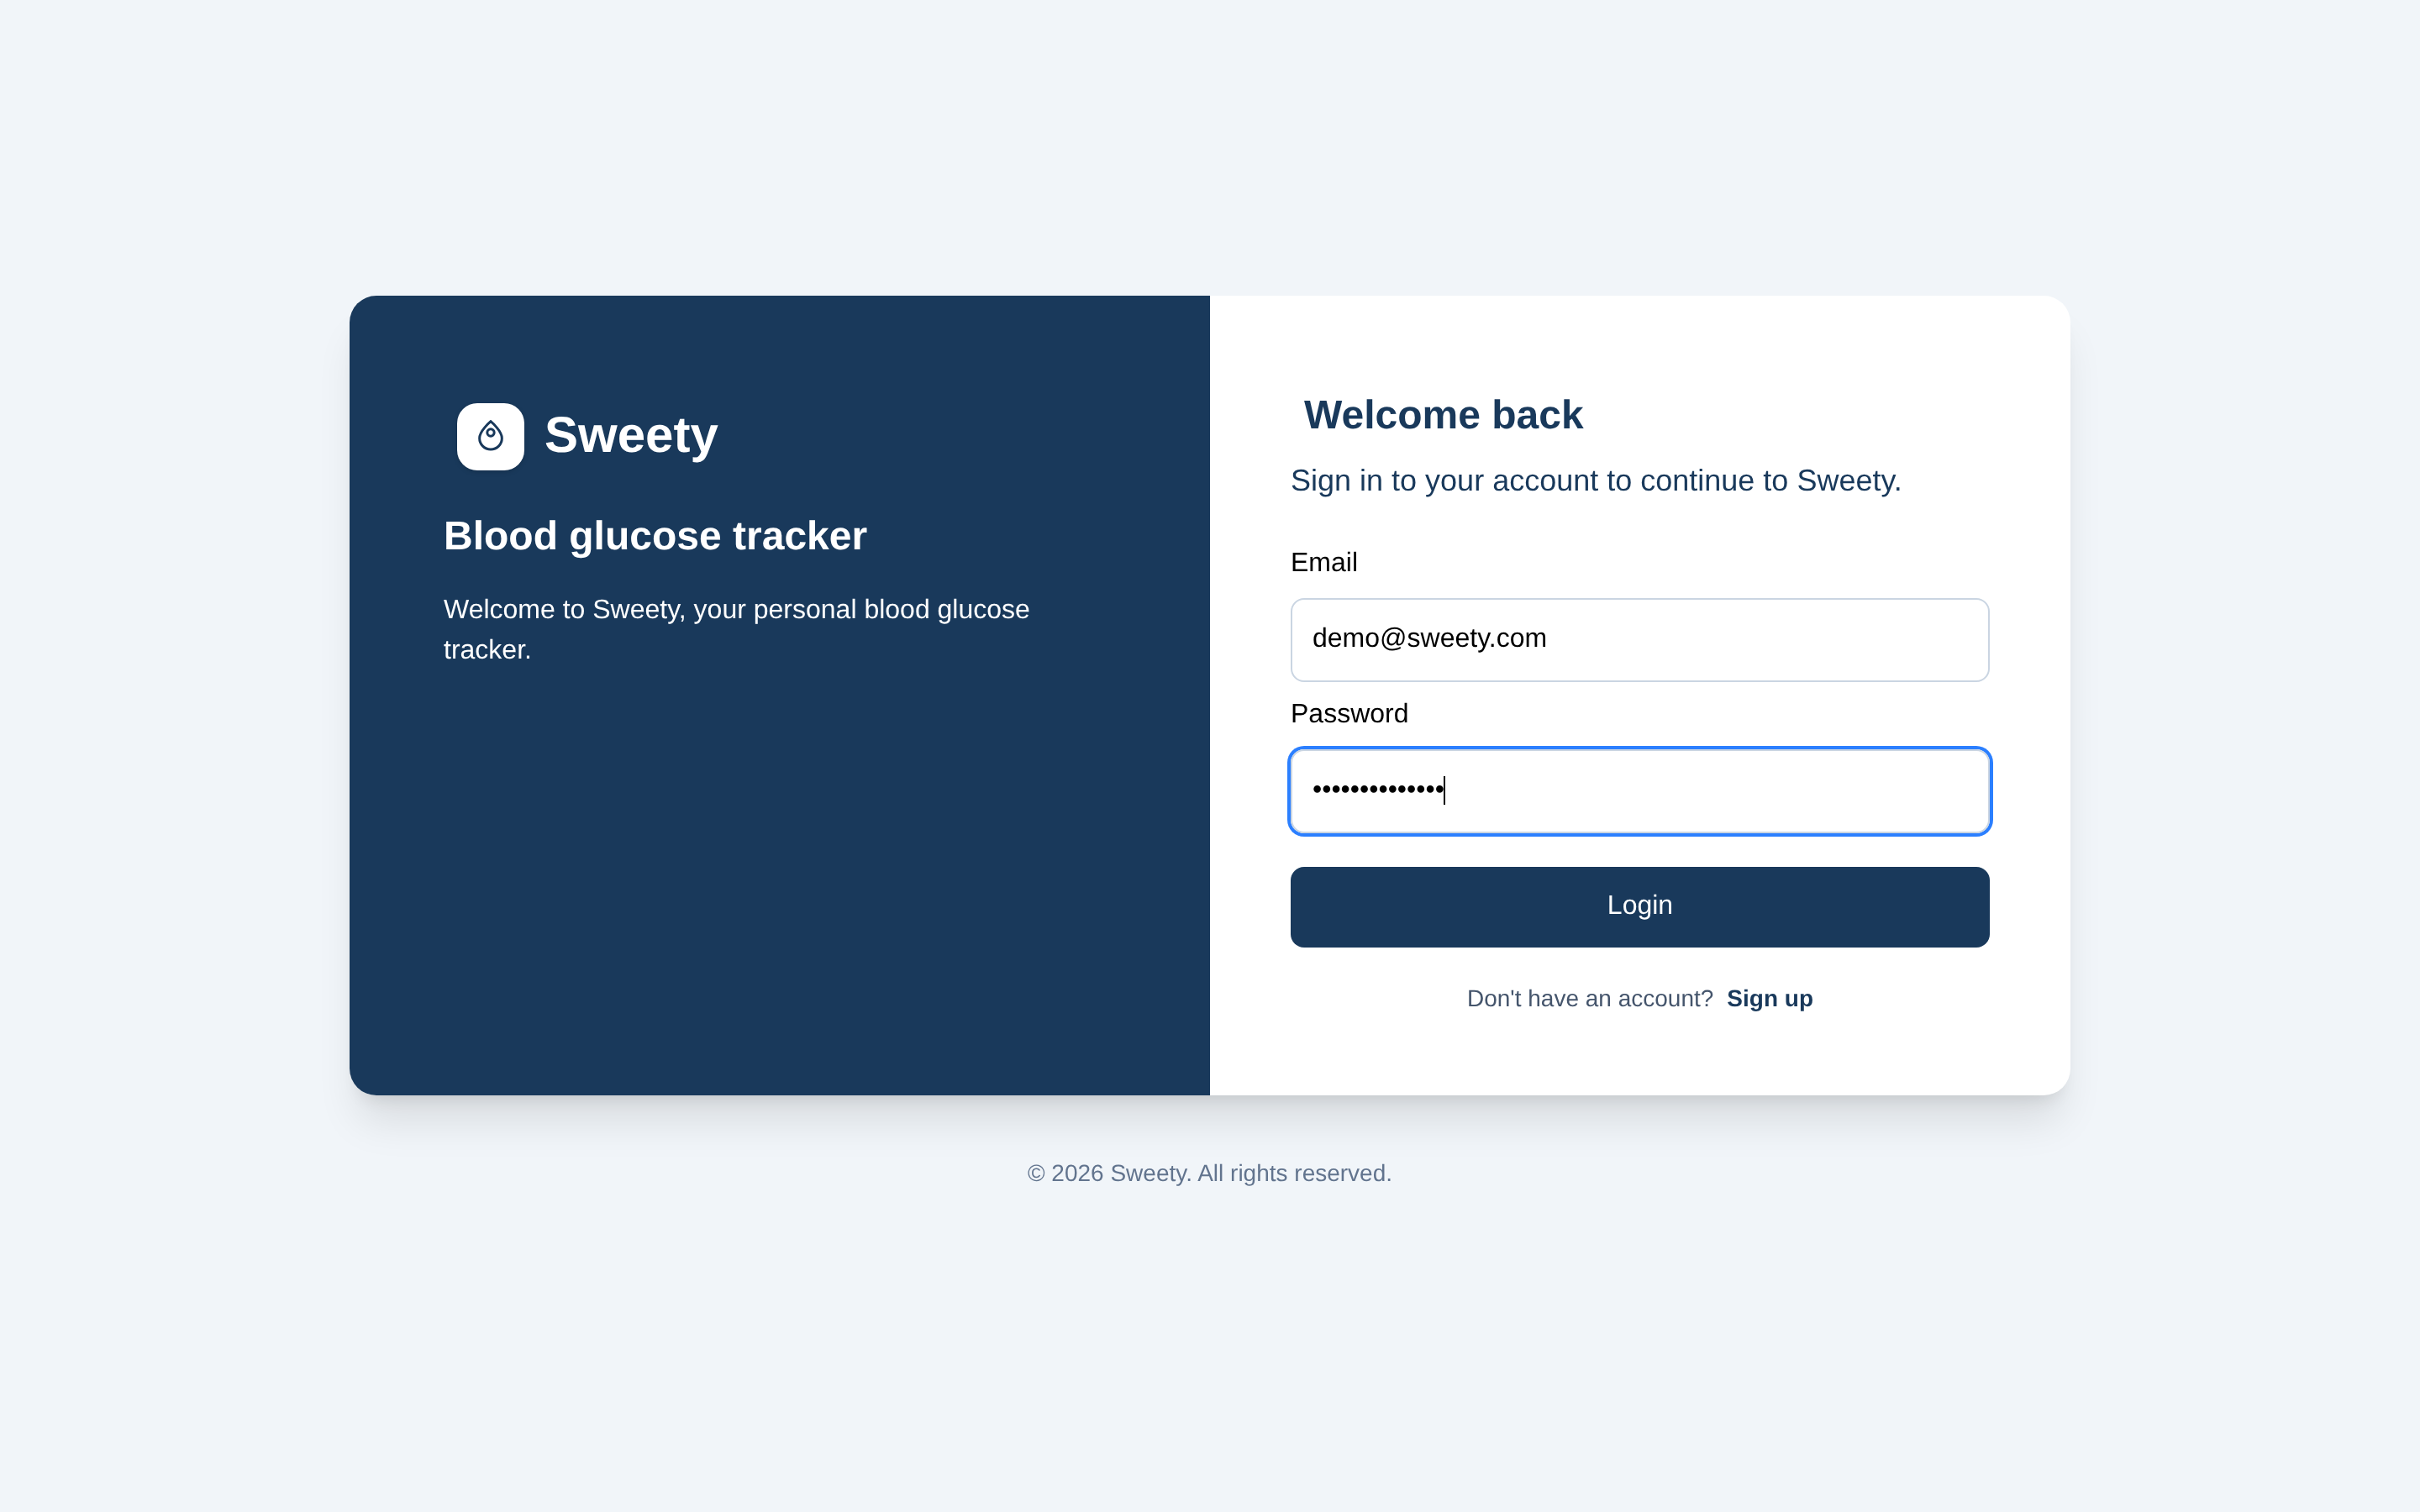 Sweety
Blood glucose tracker
Welcome to Sweety, your personal blood glucose
tracker.
Welcome back
Sign in to your account to continue to Sweety.
Email
demo@sweety.com
Password
••••••••••••••
Login
Don't have an account? Sign up
© 2026 Sweety. All rights reserved.